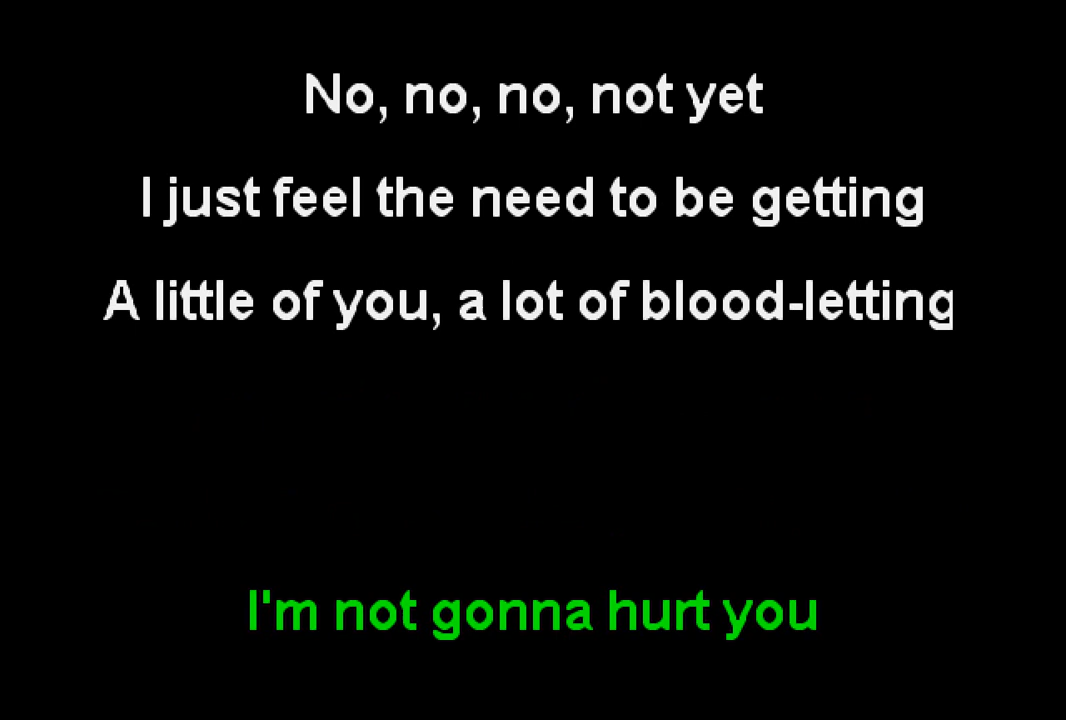 No, no, no, not yet
I just feel the need to be getting
A little of you, a lot of blood-letting
I'm not gonna hurt you